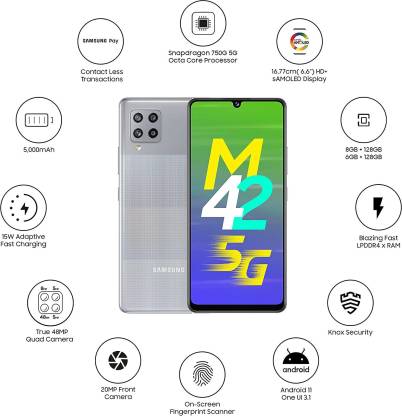 SAMSUNG Pay
Contact Less
Transactions
Snapdragon 750G 5G
Octa Core Processor
16.77cm( 6.6") HD+
sAMOLED Display
5,000mAh
8GB + 128GB
6GB + 128GB
M
42
5G
SAMSUNG
15W Adaptive
Fast Charging
Blazing Fast
LPDDR4 x RAM
True 48MP
Quad Camera
Knox Security
20MP Front
Camera
On-Screen
Fingerprint Scanner
android
Android 11
One UI 3.1